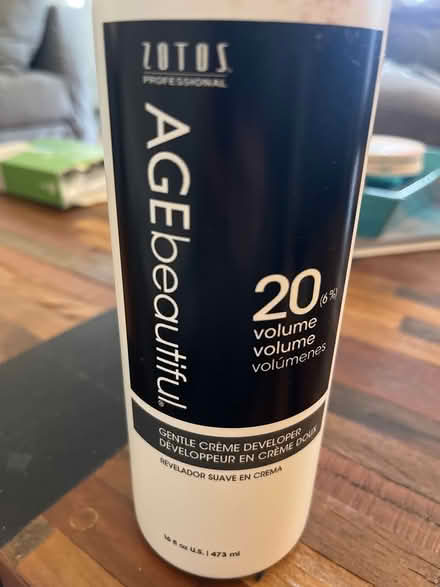 ZOTOS
PROFESSIONAL
AGEbeautiful®
20 (6%)
volume
volume
volúmenes
GENTLE CRÈME DEVELOPER
DÉVELOPPEUR EN CRÈME DOUX
REVELADOR SUAVE EN CREMA
16 fl oz U.S. | 473 ml